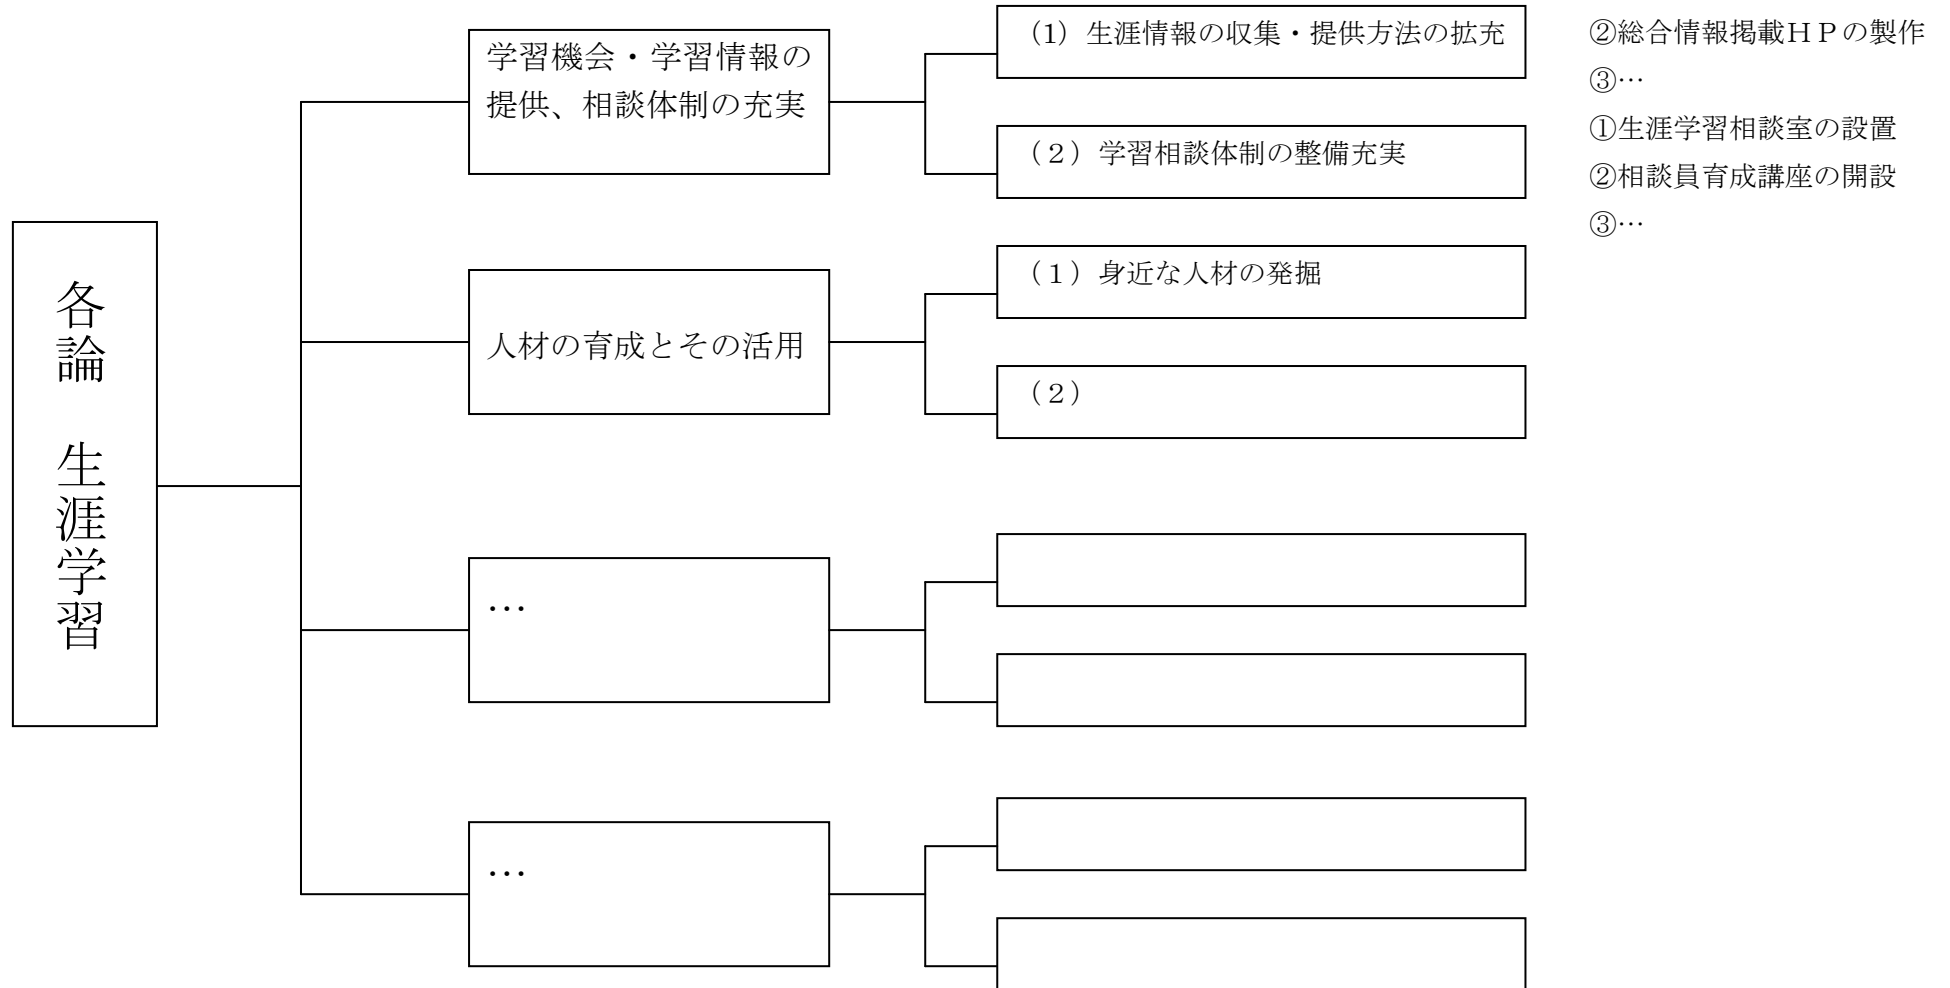 各論　生涯学習
学習機会・学習情報の
提供、相談体制の充実
(1) 生涯情報の収集・提供方法の拡充
（２）学習相談体制の整備充実
②総合情報掲載ＨＰの製作
③…
①生涯学習相談室の設置
②相談員育成講座の開設
③…
人材の育成とその活用
（１）身近な人材の発掘
（２）
…
…